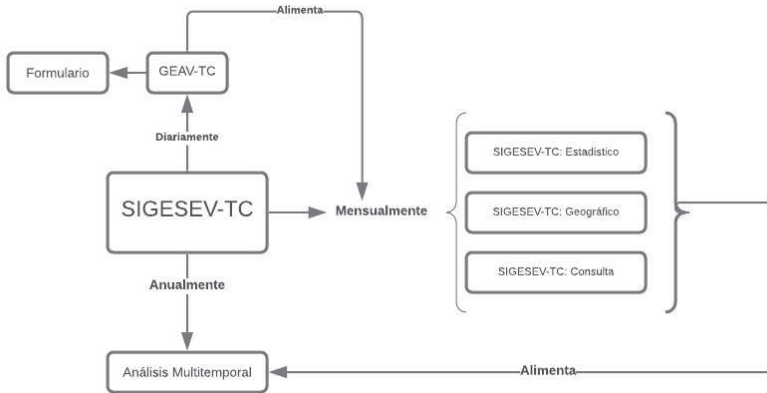 Alimenta
Formulario
GEAV-TC
Diariamente
SIGESEV-TC
Mensualmente
SIGESEV-TC: Estadístico
SIGESEV-TC: Geográfico
SIGESEV-TC: Consulta
Anualmente
Análisis Multitemporal
Alimenta